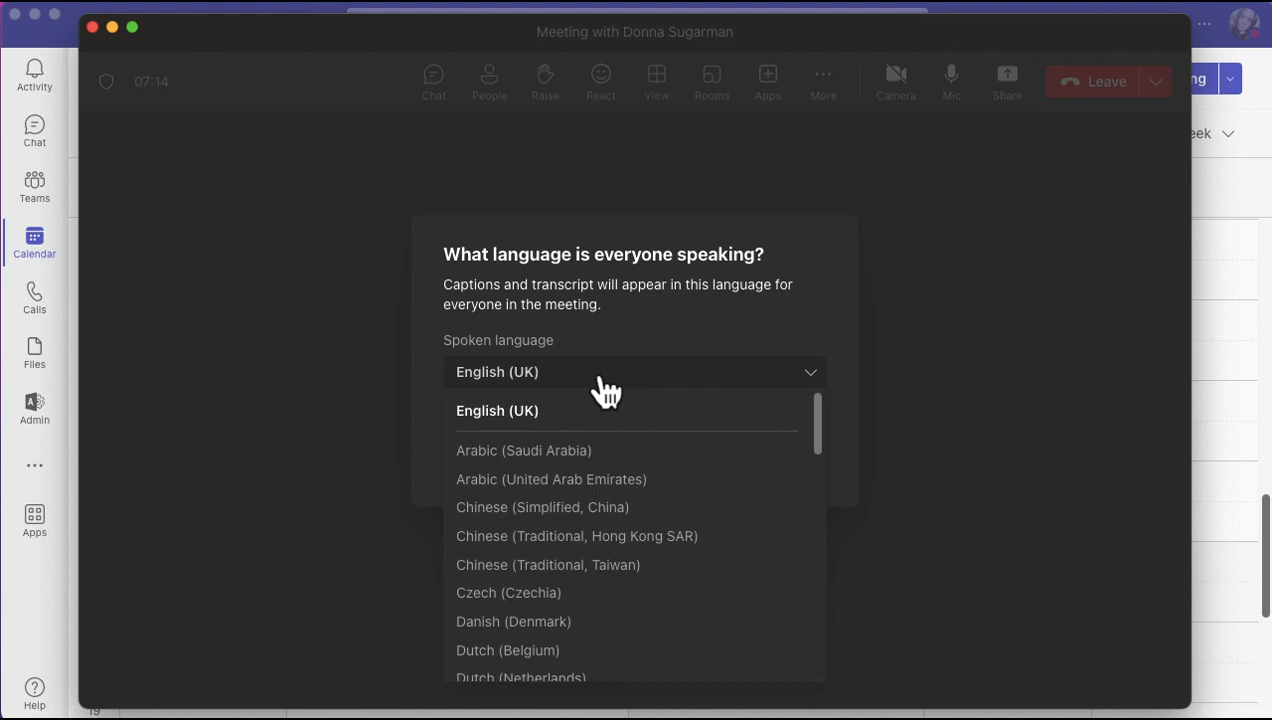 Meeting with Donna Sugarman
Activity
Chat
Teams
Calendar
Calls
Files
Admin
Apps
Help
07:14
Chat
People
Raise
React
View
Rooms
Apps
More
Camera
Mic
Share
Leave
ng
eek
What language is everyone speaking?
Captions and transcript will appear in this language for
everyone in the meeting.
Spoken language
English (UK)
English (UK)
Arabic (Saudi Arabia)
Arabic (United Arab Emirates)
Chinese (Simplified, China)
Chinese (Traditional, Hong Kong SAR)
Chinese (Traditional, Taiwan)
Czech (Czechia)
Danish (Denmark)
Dutch (Belgium)
Dutch (Netherlands)
19